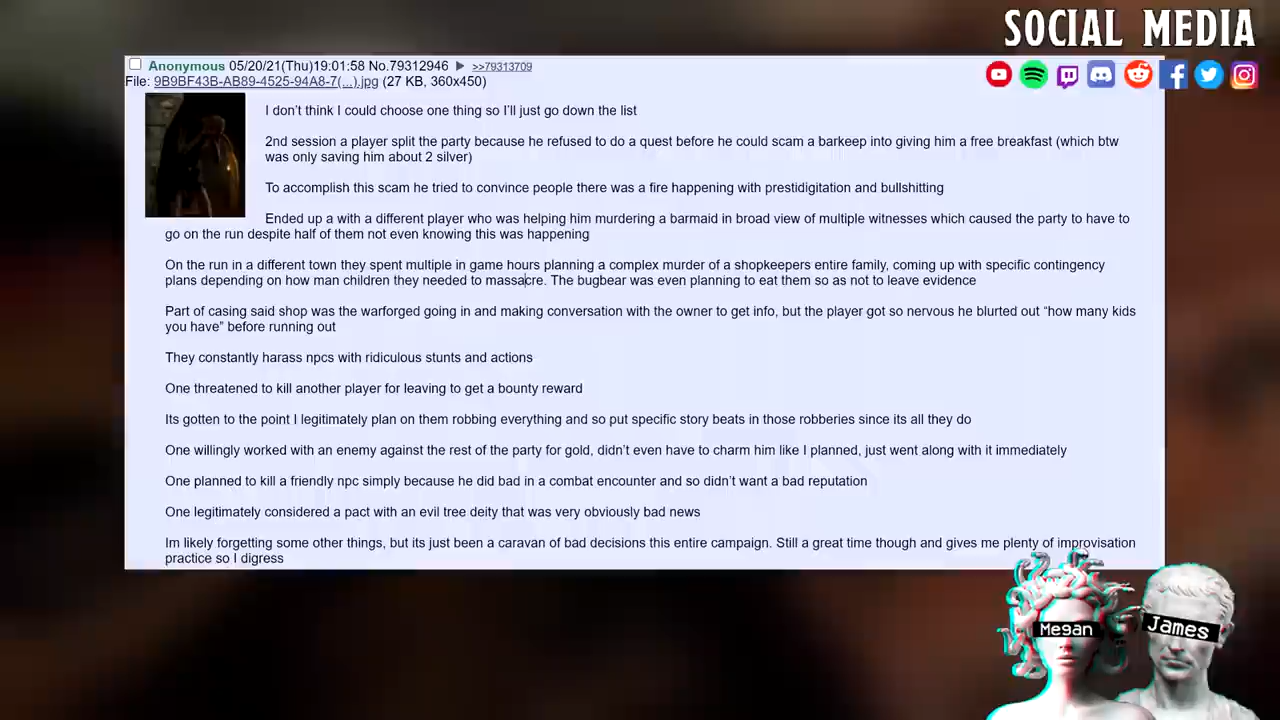 SOCIAL MEDIA
Anonymous 05/20/21(Thu)19:01:58 No.79312946 ▶ >>79313709
File: 9B9BF43B-AB89-4525-94A8-7(...).jpg (27 KB, 360x450)
I don't think I could choose one thing so I'll just go down the list
2nd session a player split the party because he refused to do a quest before he could scam a barkeep into giving him a free breakfast (which btw
was only saving him about 2 silver)
To accomplish this scam he tried to convince people there was a fire happening with prestidigitation and bullshitting
Ended up a with a different player who was helping him murdering a barmaid in broad view of multiple witnesses which caused the party to have to
go on the run despite half of them not even knowing this was happening
On the run in a different town they spent multiple in game hours planning a complex murder of a shopkeepers entire family, coming up with specific contingency
plans depending on how man children they needed to massacre. The bugbear was even planning to eat them so as not to leave evidence
Part of casing said shop was the warforged going in and making conversation with the owner to get info, but the player got so nervous he blurted out “how many kids
you have” before running out
They constantly harass npcs with ridiculous stunts and actions
One threatened to kill another player for leaving to get a bounty reward
Its gotten to the point I legitimately plan on them robbing everything and so put specific story beats in those robberies since its all they do
One willingly worked with an enemy against the rest of the party for gold, didn't even have to charm him like I planned, just went along with it immediately
One planned to kill a friendly npc simply because he did bad in a combat encounter and so didn't want a bad reputation
One legitimately considered a pact with an evil tree deity that was very obviously bad news
Im likely forgetting some other things, but its just been a caravan of bad decisions this entire campaign. Still a great time though and gives me plenty of improvisation
practice so I digress
Megan
James